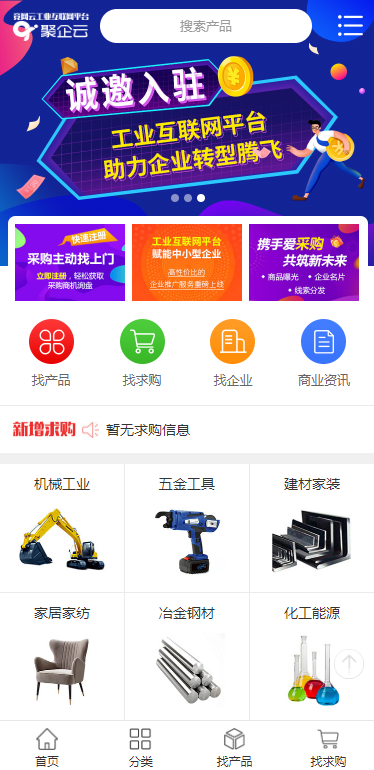 竞网云工业互联网平台
聚企云
搜索产品
诚邀入驻
工业互联网平台
助力企业转型腾飞
快速注册
采购主动找上门
立即注册，轻松获取
采购商机询盘
工业互联网平台
赋能中小型企业
高性价比的
企业推广服务重磅上线
携手爱采购
共筑新未来
商品曝光
企业名片
线索分发
找产品
找求购
找企业
商业资讯
新增求购
暂无求购信息
机械工业
五金工具
建材家装
家居家纺
冶金钢材
化工能源
首页
分类
找产品
找求购